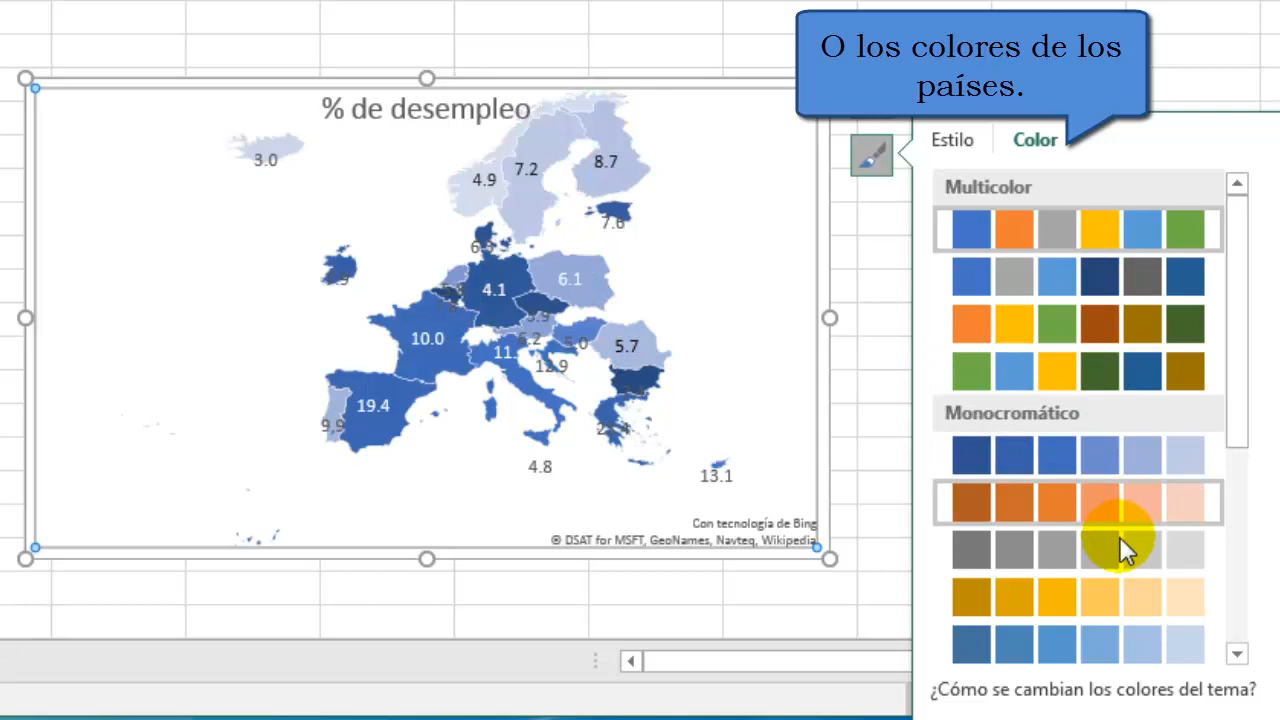 O los colores de los
países.
% de desempleo
Estilo
Color
Multicolor
Monocromático
3.0
4.9
7.2
8.7
7.6
4.1
6.1
10.0
11.
6.2
5.0
5.7
12.9
19.4
9.9
4.8
13.1
Con tecnología de Bing
© DSAT for MSFT, GeoNames, Navteq, Wikipedia
¿Cómo se cambian los colores del tema?